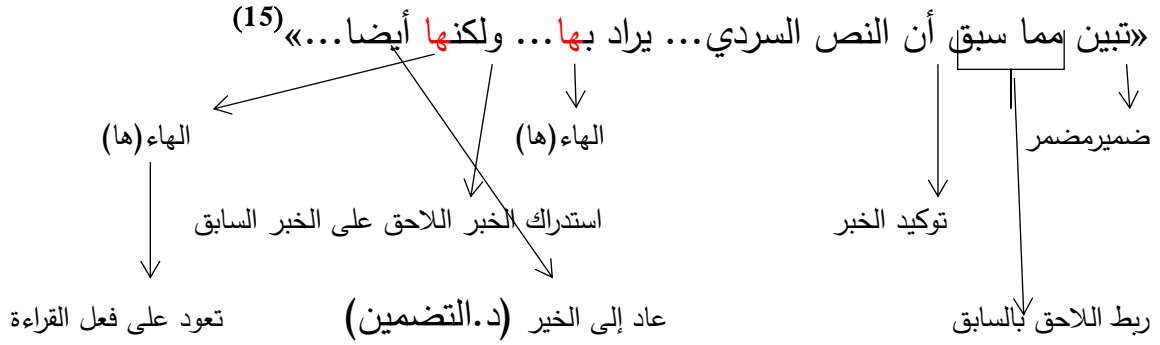 «تبين مما سبق أن النص السردي... يراد بها... ولكنها أيضا...»(15)
ضميرمضمر الهاء(ها) الهاء(ها)
توكيد الخبر استدراك الخبر اللاحق على الخبر السابق
ربط اللاحق بالسابق عاد إلى الخير (د.التضمين) تعود على فعل القراءة